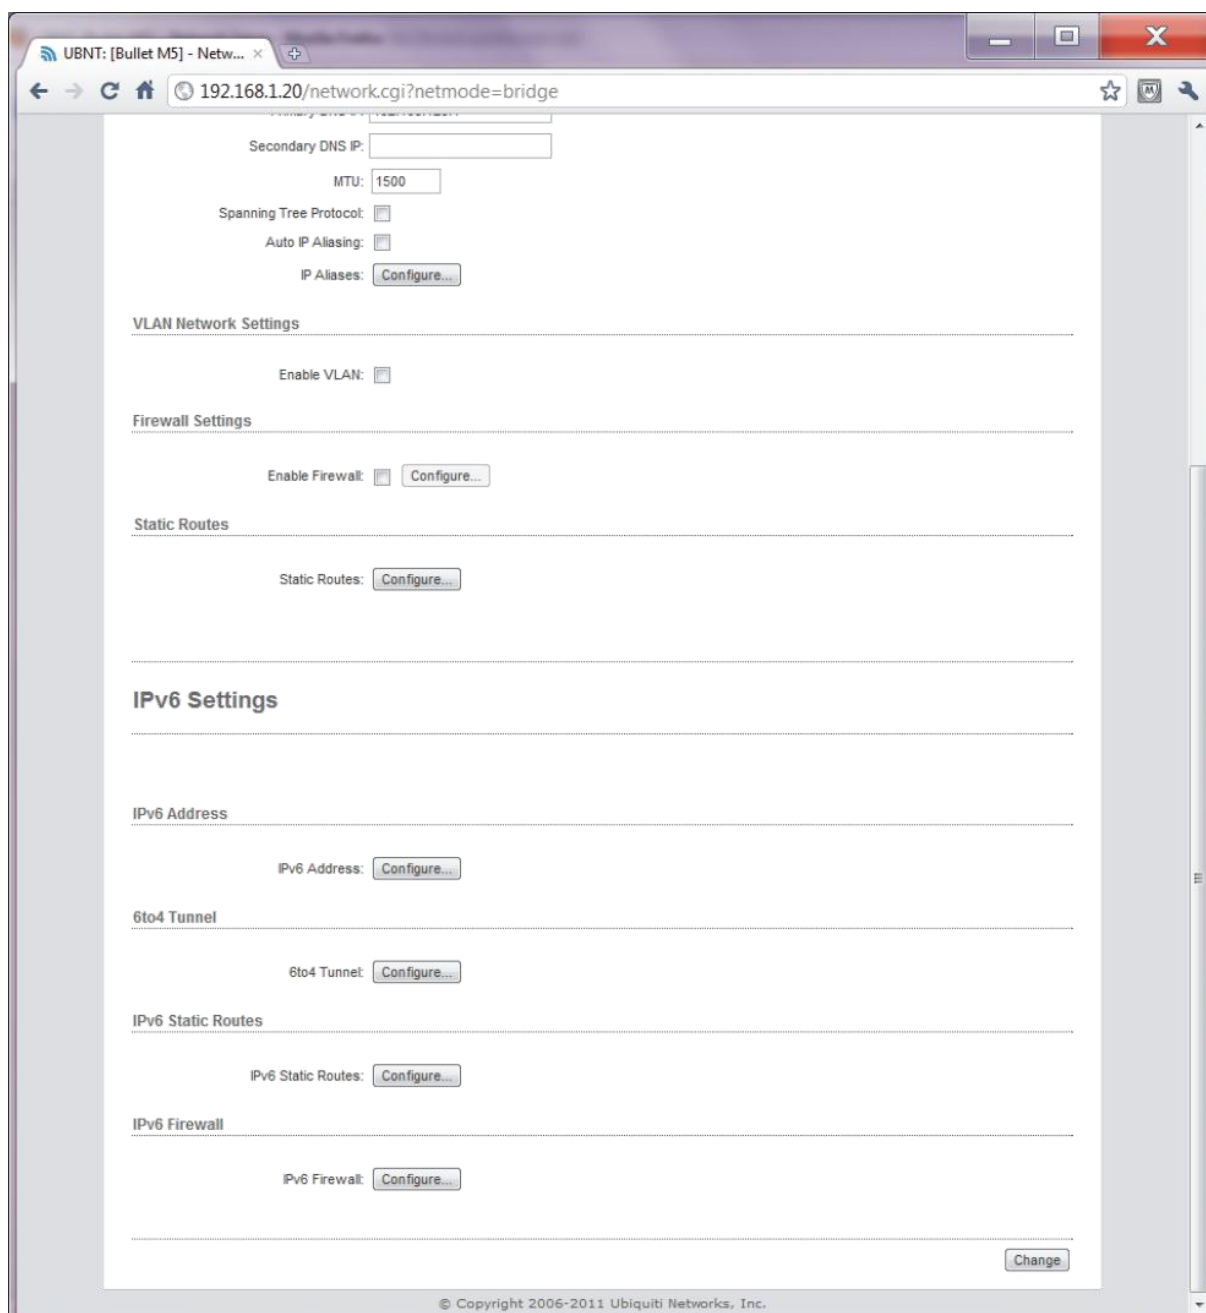 UBNT: [Bullet M5] - Netw...
192.168.1.20/network.cgi?netmode=bridge
Secondary DNS IP:
MTU: 1500
Spanning Tree Protocol:
Auto IP Aliasing:
IP Aliases: Configure...
VLAN Network Settings
Enable VLAN:
Firewall Settings
Enable Firewall: Configure...
Static Routes
Static Routes: Configure...
IPv6 Settings
IPv6 Address
IPv6 Address: Configure...
6to4 Tunnel
6to4 Tunnel: Configure...
IPv6 Static Routes
IPv6 Static Routes: Configure...
IPv6 Firewall
IPv6 Firewall: Configure...
Change
© Copyright 2006-2011 Ubiquiti Networks, Inc.